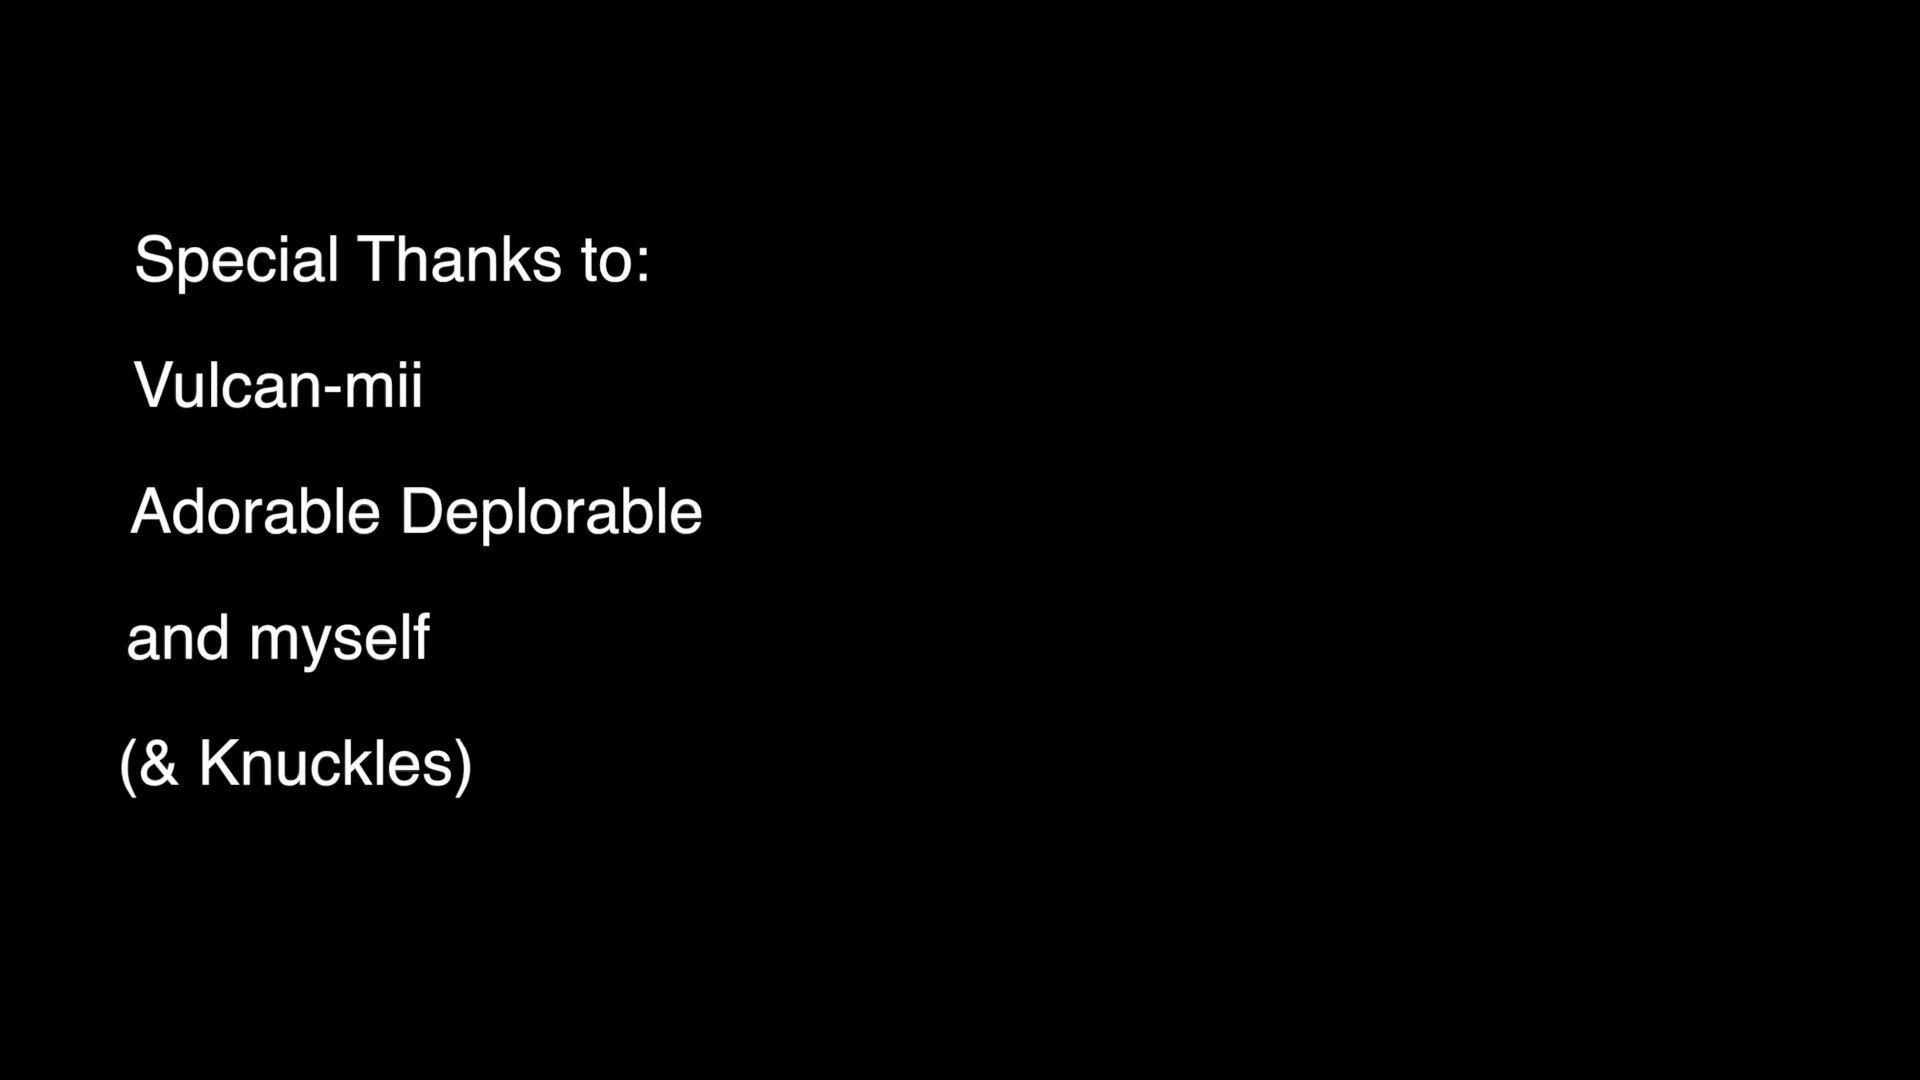 Special Thanks to:
Vulcan-mii
Adorable Deplorable
and myself
(& Knuckles)